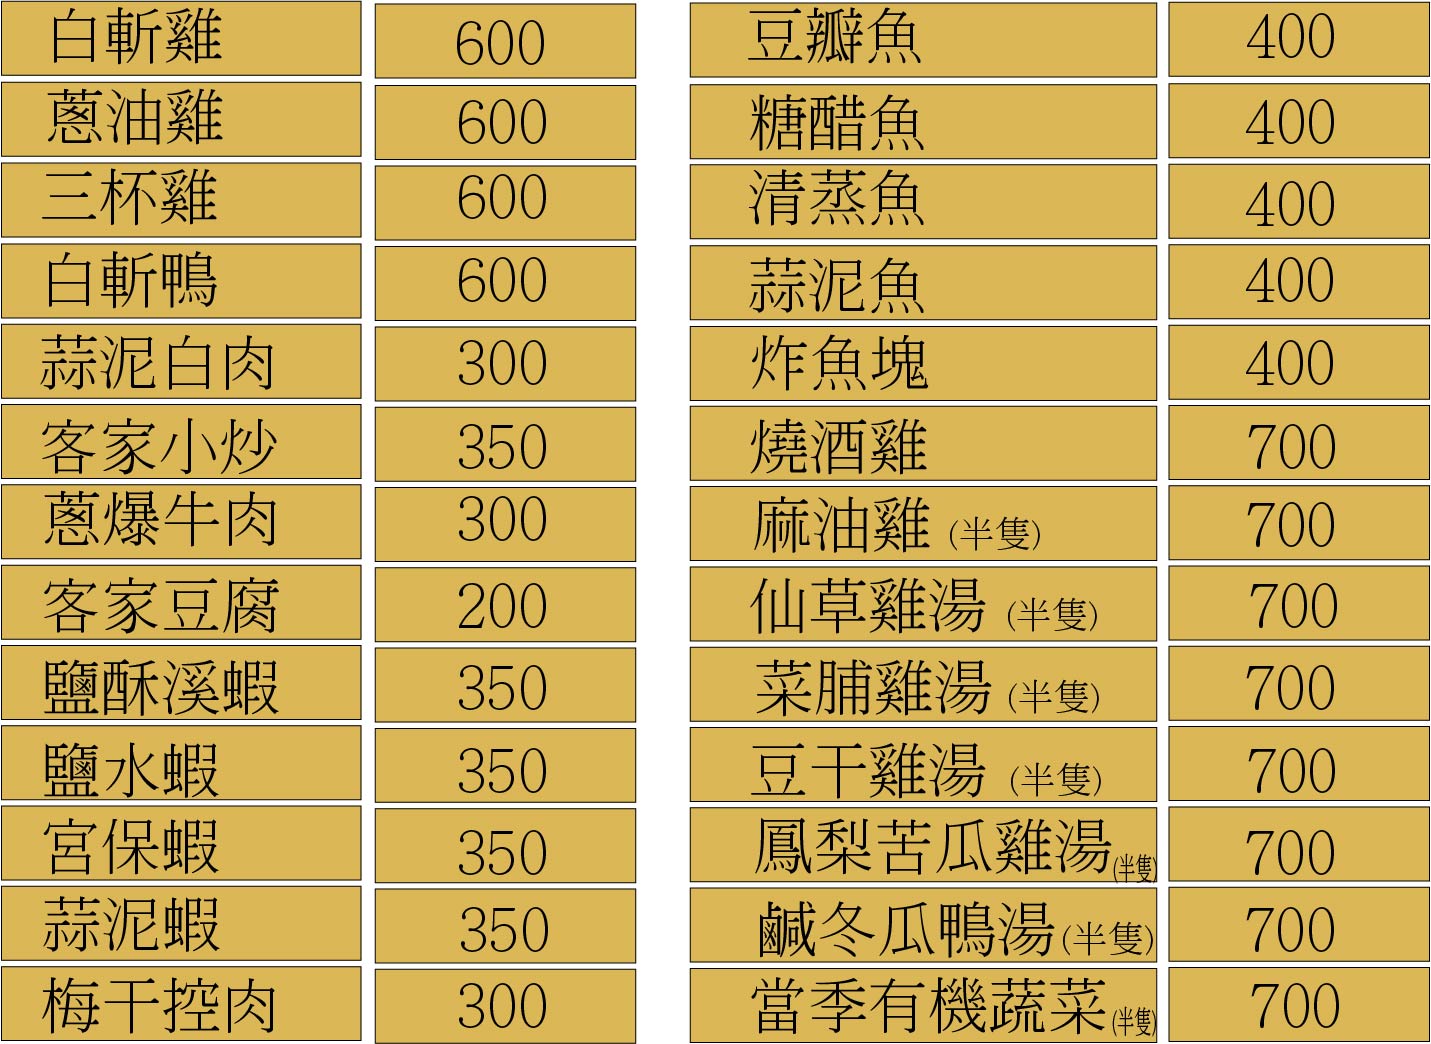 白斬雞 600 豆瓣魚 400
蔥油雞 600 糖醋魚 400
三杯雞 600 清蒸魚 400
白斬鴨 600 蒜泥魚 400
蒜泥白肉 300 炸魚塊 400
客家小炒 350 燒酒雞 700
蔥爆牛肉 300 麻油雞 (半隻) 700
客家豆腐 200 仙草雞湯 (半隻) 700
鹽酥溪蝦 350 菜脯雞湯 (半隻) 700
鹽水蝦 350 豆干雞湯 (半隻) 700
宮保蝦 350 鳳梨苦瓜雞湯(半隻) 700
蒜泥蝦 350 鹹冬瓜鴨湯(半隻) 700
梅干控肉 300 當季有機蔬菜(半隻) 700